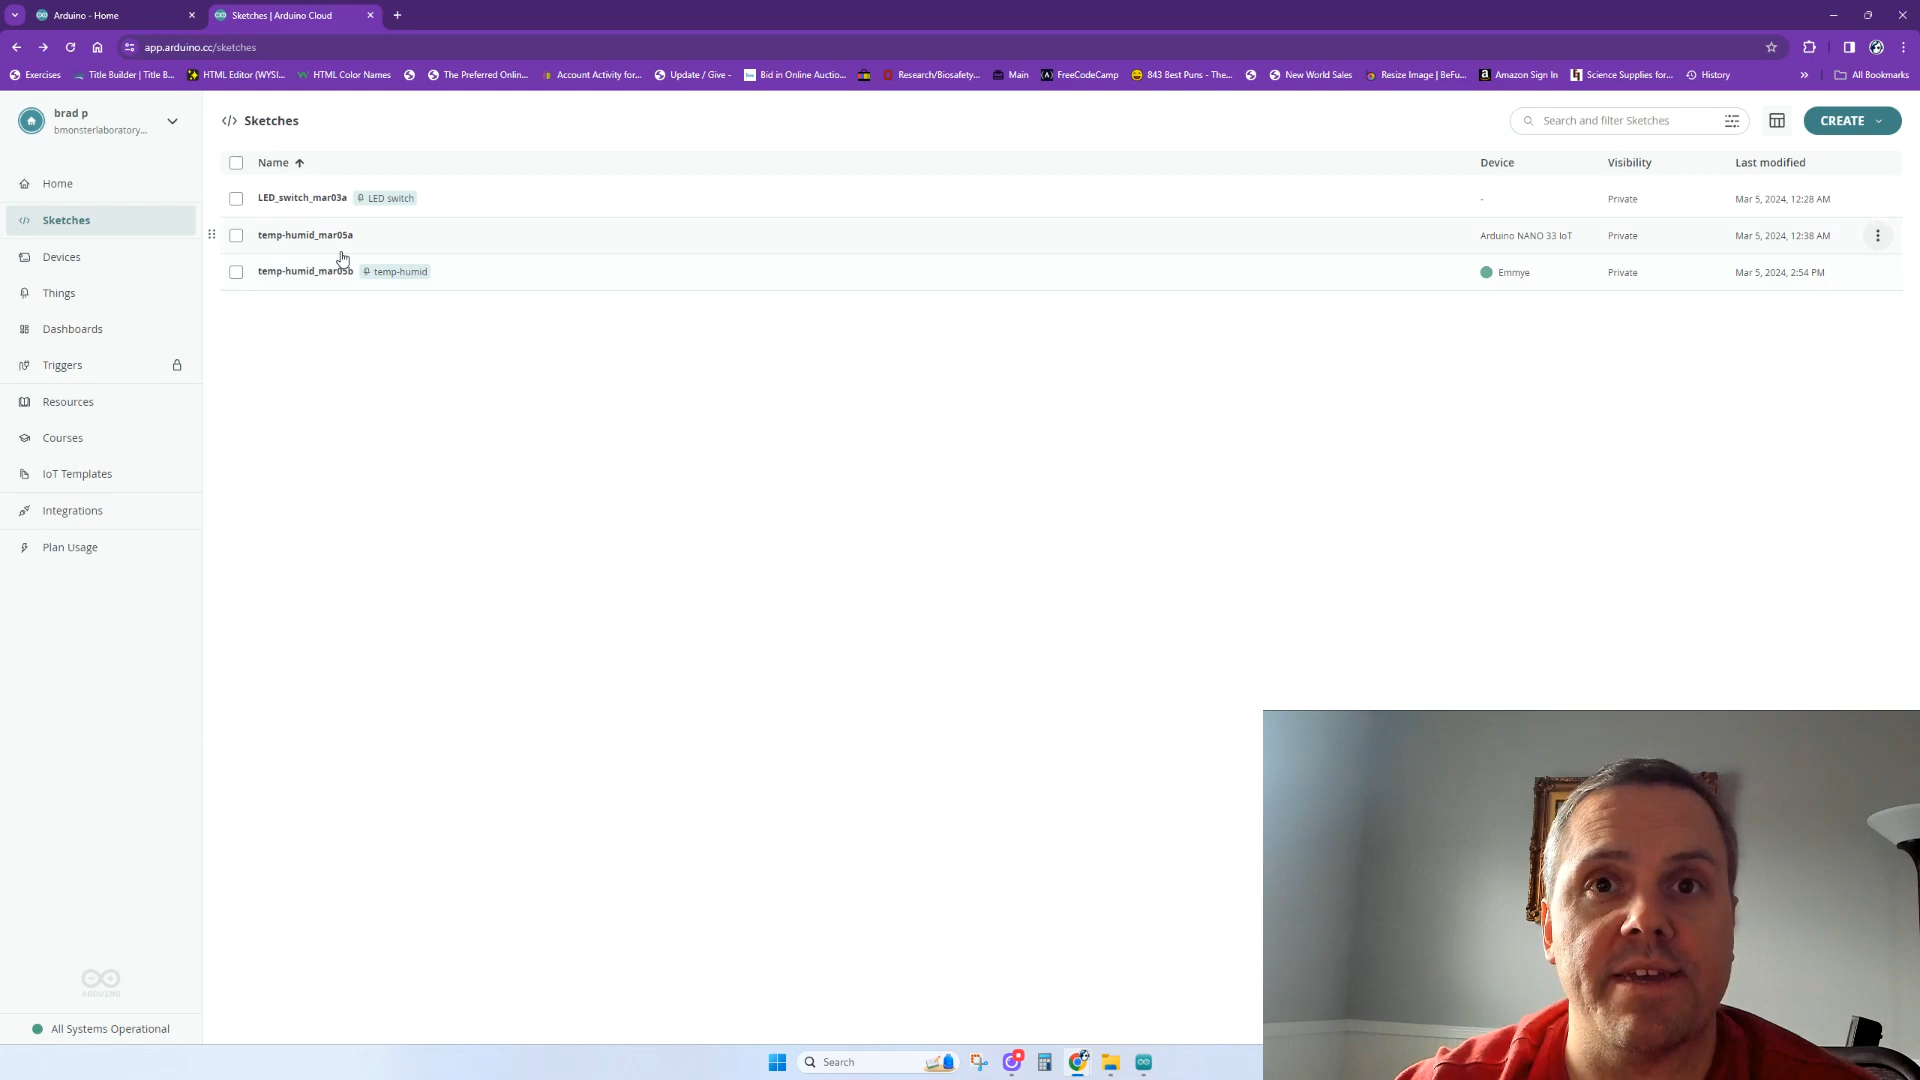 Arduino - Home
Sketches | Arduino Cloud
app.arduino.cc/sketches
Exercises
Title Builder | Title B...
HTML Editor (WYSI...
HTML Color Names
The Preferred Onlin...
Account Activity for...
Update / Give -
Bid in Online Auctio...
Research/Biosafety...
Main
FreeCodeCamp
843 Best Puns - The...
New World Sales
Resize Image | BeFu...
Amazon Sign In
Science Supplies for...
History
All Bookmarks
brad p
bmonsterlaboratory...
Home
Sketches
Devices
Things
Dashboards
Triggers
Resources
Courses
IoT Templates
Integrations
Plan Usage
ARDUINO
All Systems Operational
</> Sketches
Search and filter Sketches
CREATE
Name Device Visibility Last modified
LED_switch_mar03a LED switch - Private Mar 5, 2024, 12:28 AM
temp-humid_mar05a Arduino NANO 33 IoT Private Mar 5, 2024, 12:38 AM
temp-humid_mar05b temp-humid Emmye Private Mar 5, 2024, 2:54 PM
Search